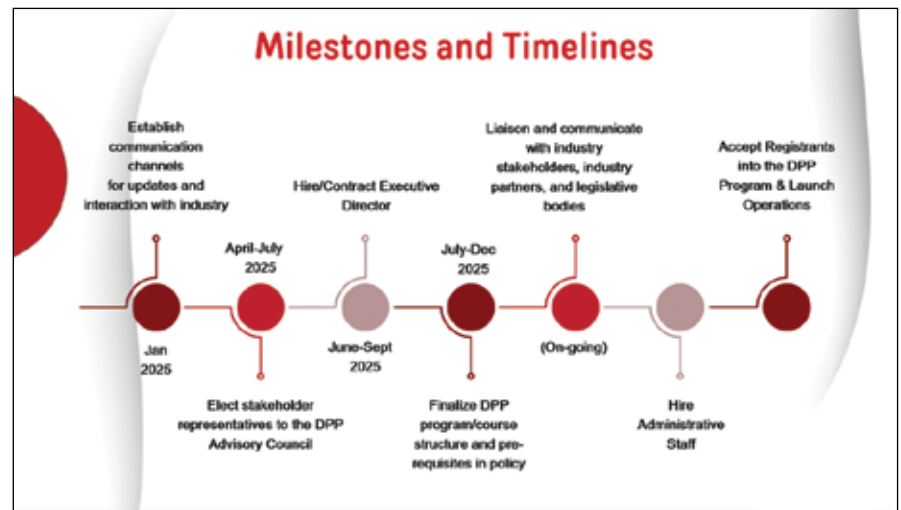 Milestones and Timelines
Establish
communication
channels
for updates and
interaction with industry
Jan
2025
April-July
2025
Elect stakeholder
representatives to the DPP
Advisory Council
Hire/Contract Executive
Director
June-Sept
2025
July-Dec
2025
Finalize DPP
program/course
structure and pre-
requisites in policy
Liaison and communicate
with industry
stakeholders, industry
partners, and legislative
bodies
(On-going)
Hire
Administrative
Staff
Accept Registrants
into the DPP
Program & Launch
Operations